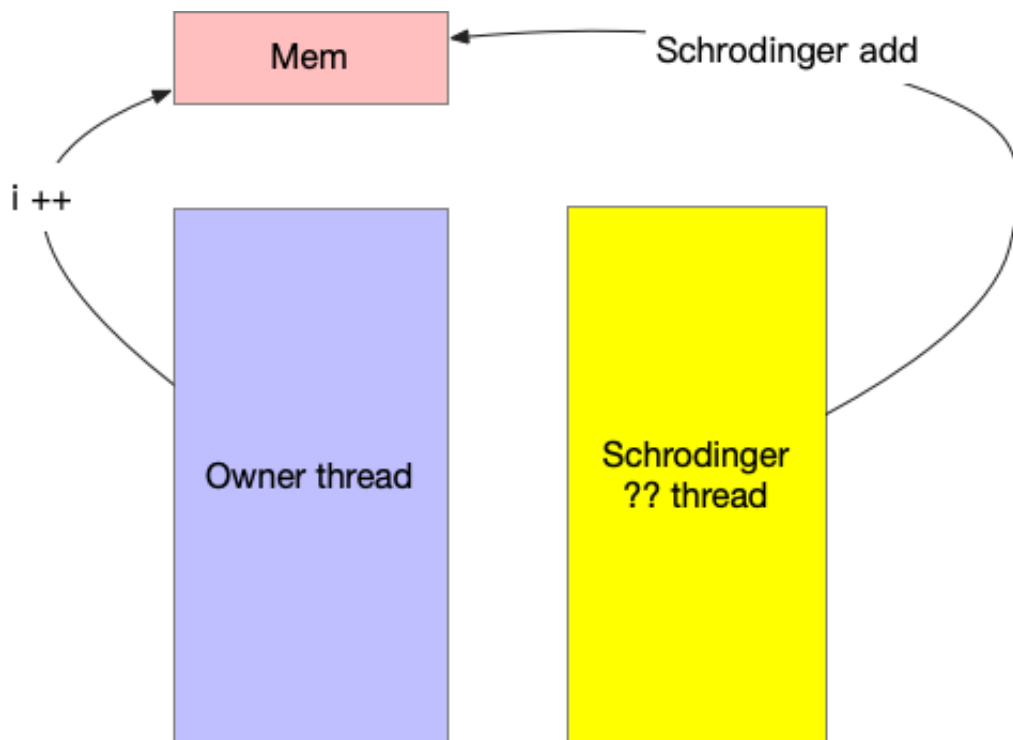 Mem
Schrodinger add
i ++
Owner thread
Schrodinger
?? thread